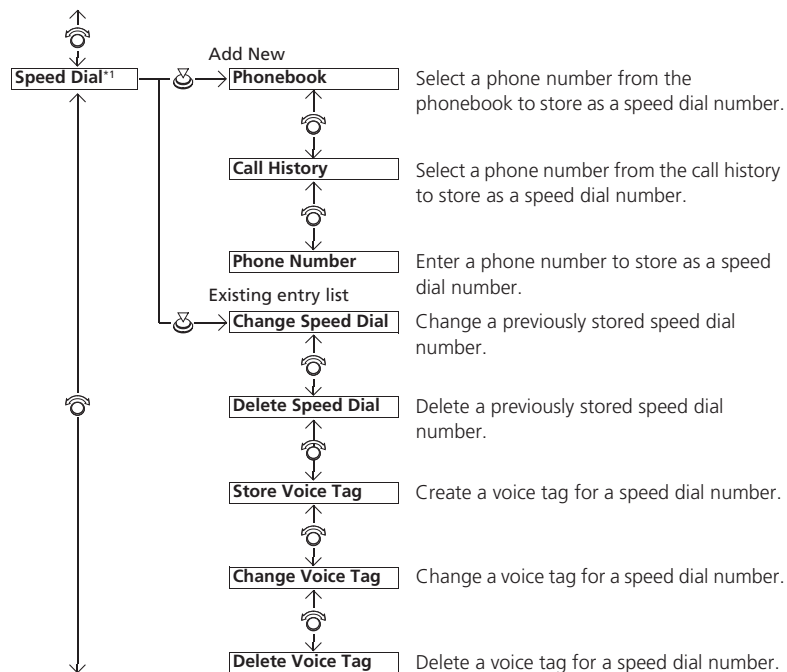 Add New
Speed Dial*1
Phonebook
Select a phone number from the
phonebook to store as a speed dial number.
Call History
Select a phone number from the call history
to store as a speed dial number.
Phone Number
Enter a phone number to store as a speed
dial number.
Existing entry list
Change Speed Dial
Change a previously stored speed dial
number.
Delete Speed Dial
Delete a previously stored speed dial
number.
Store Voice Tag
Create a voice tag for a speed dial number.
Change Voice Tag
Change a voice tag for a speed dial number.
Delete Voice Tag
Delete a voice tag for a speed dial number.